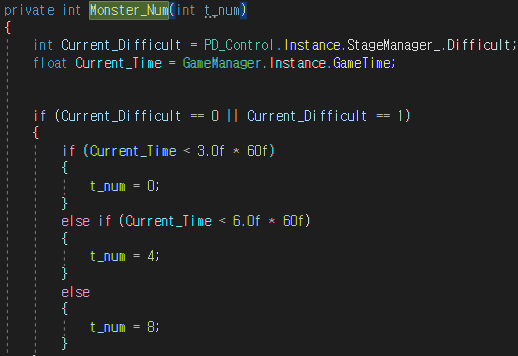 private int Monster_Num(int t_num)
{
int Current_Difficult = PD_Control.Instance.StageManager_.Difficult;
float Current_Time = GameManager.Instance.GameTime;
if (Current_Difficult == 0 || Current_Difficult == 1)
{
if (Current_Time < 3.0f * 60f)
{
t_num = 0;
}
else if (Current_Time < 6.0f * 60f)
{
t_num = 4;
}
else
{
t_num = 8;
}